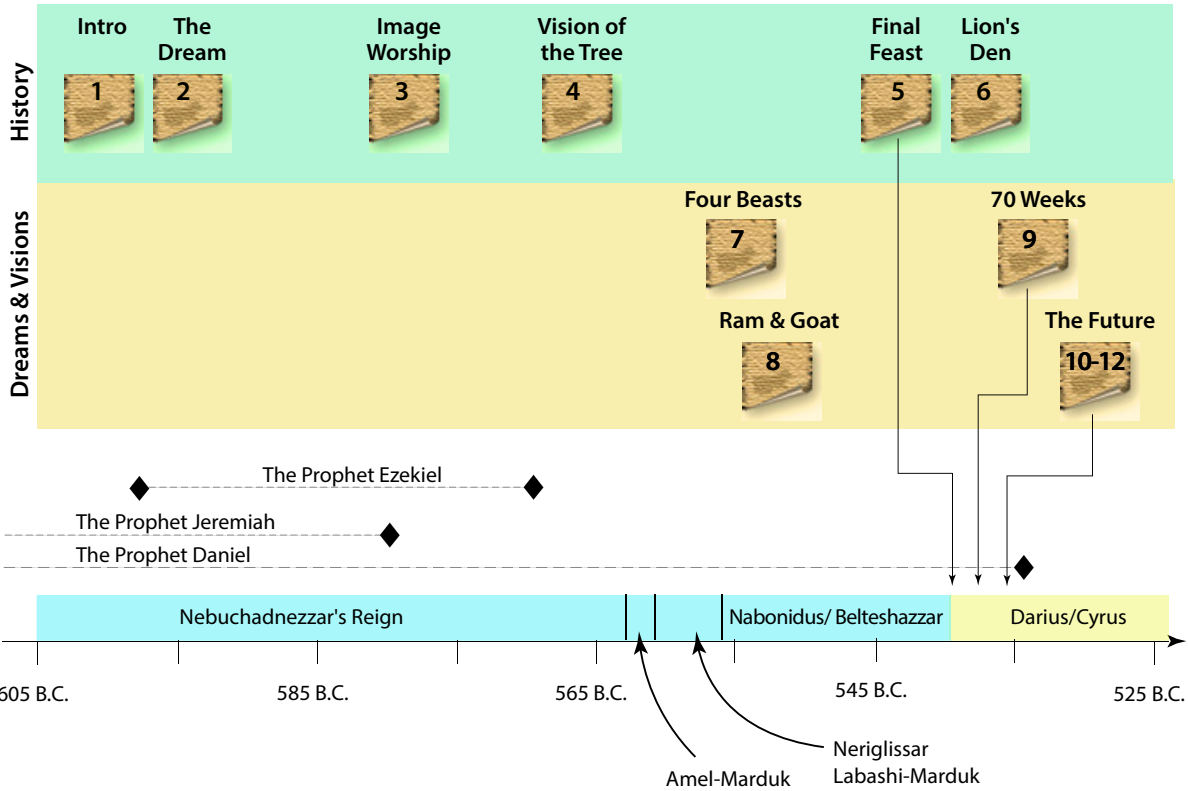 Intro
The
Dream
Image
Worship
Vision of
the Tree
Final
Feast
Lion's
Den
History
1
2
3
4
5
6
Dreams & Visions
Four Beasts
70 Weeks
7
9
Ram & Goat
The Future
8
10-12
The Prophet Ezekiel
The Prophet Jeremiah
The Prophet Daniel
Nebuchadnezzar's Reign
Nabonidus/ Belteshazzar
Darius/Cyrus
605 B.C.
585 B.C.
565 B.C.
545 B.C.
525 B.C.
Amel-Marduk
Neriglissar
Labashi-Marduk